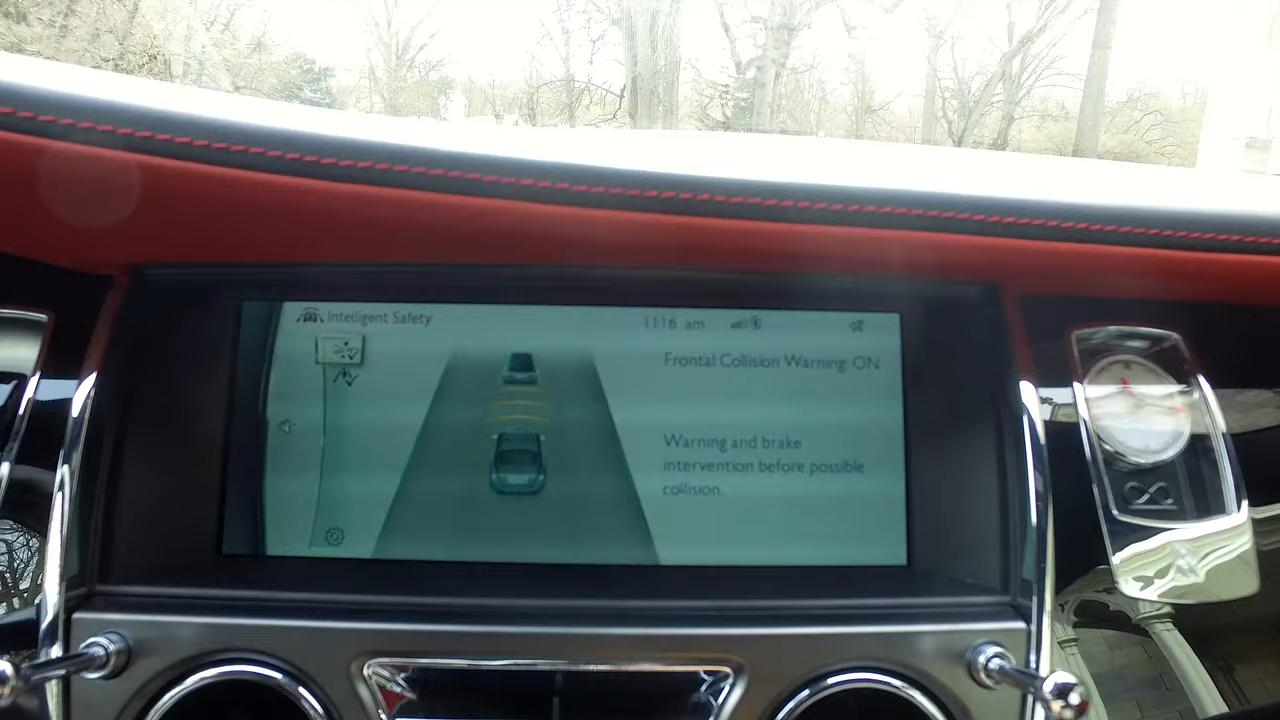 Intelligent Safety
11:16 am
Frontal Collision Warning: ON
Warning and brake
intervention before possible
collision.